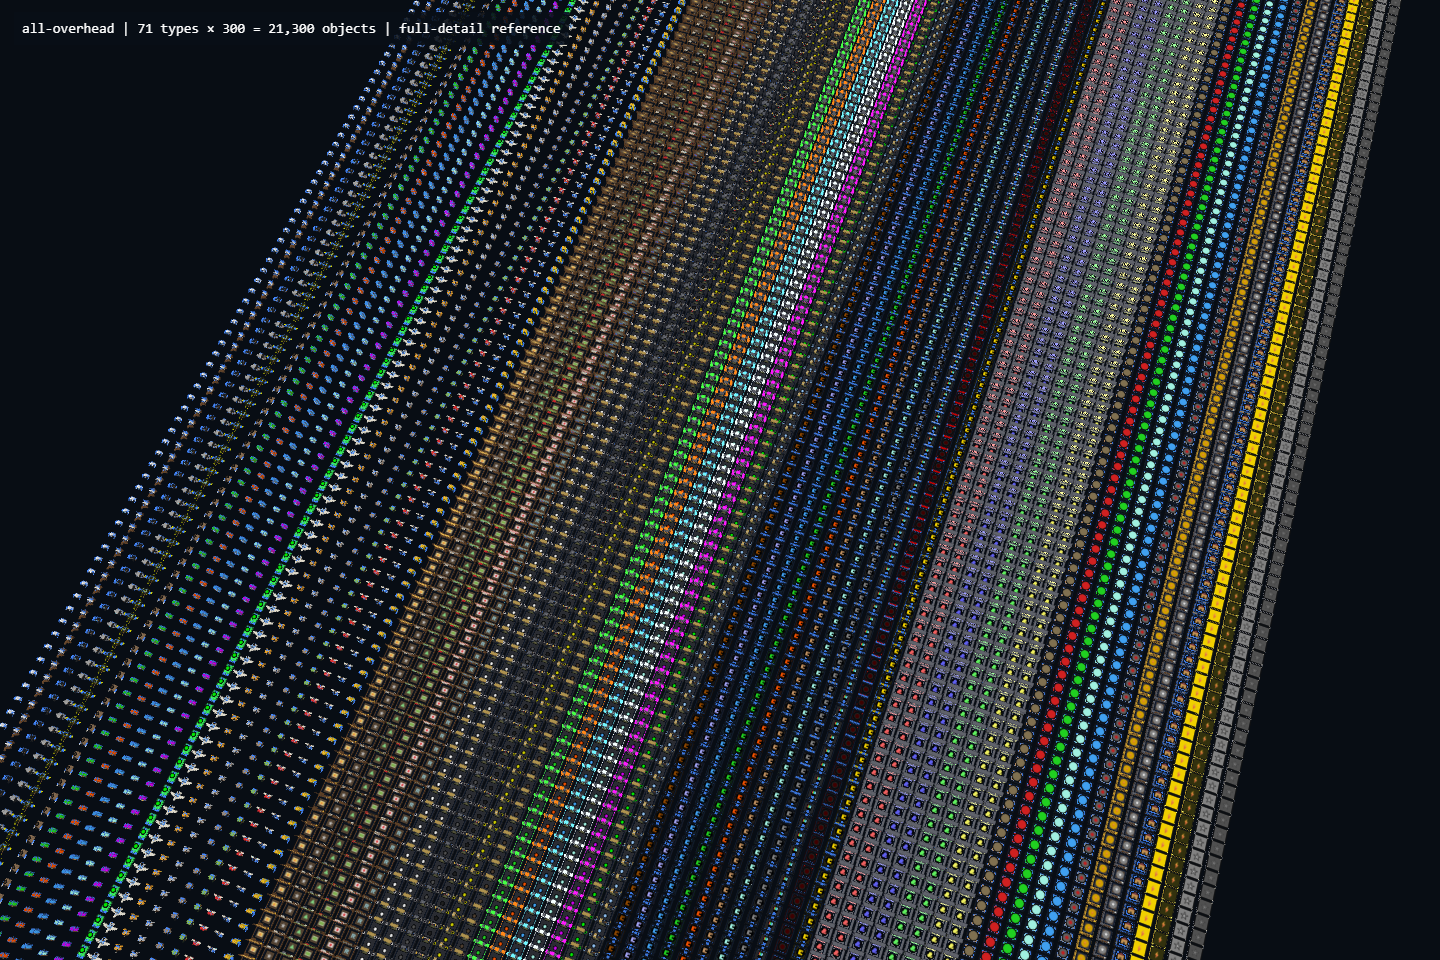 all-overhead | 71 types × 300 = 21,300 objects | full-detail reference